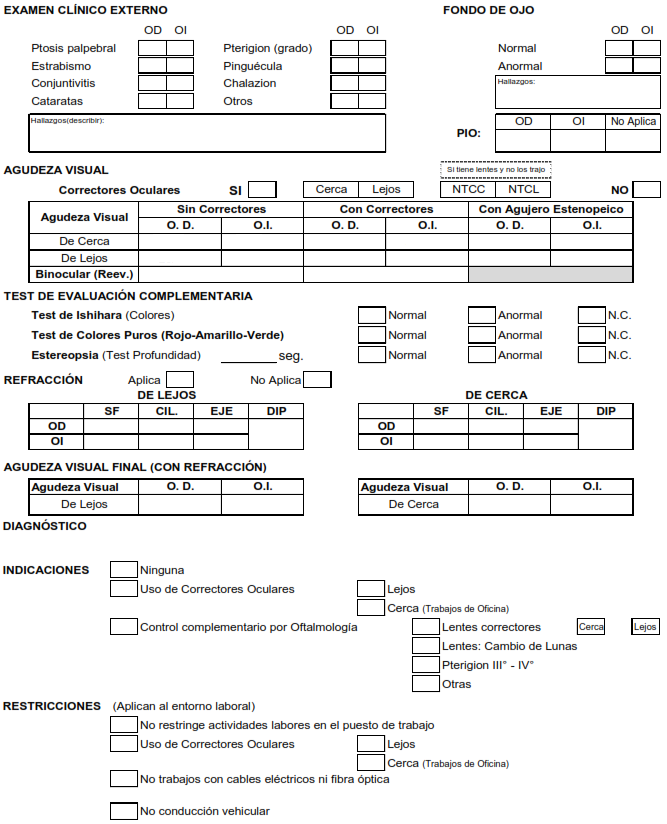 EXAMEN CLÍNICO EXTERNO FONDO DE OJO
OD OI OD OI OD OI
Ptosis palpebral Pterigion (grado) Normal
Estrabismo Pinguécula Anormal
Conjuntivitis Chalazion Hallazgos:
Cataratas Otros
Hallazgos(describir): OD OI No Aplica
PIO:
AGUDEZA VISUAL Si tiene lentes y no los trajo
Correctores Oculares SI Cerca Lejos NTCC NTCL NO
Agudeza Visual Sin Correctores Con Correctores Con Agujero Estenopeico
O. D. O.I. O. D. O.I. O. D. O.I.
De Cerca
De Lejos
Binocular (Reev.)
TEST DE EVALUACIÓN COMPLEMENTARIA
Test de Ishihara (Colores) Normal Anormal N.C.
Test de Colores Puros (Rojo-Amarillo-Verde) Normal Anormal N.C.
Estereopsia (Test Profundidad) ________ seg. Normal Anormal N.C.
REFRACCIÓN Aplica No Aplica
DE LEJOS DE CERCA
SF CIL. EJE DIP SF CIL. EJE DIP
OD OD
OI OI
AGUDEZA VISUAL FINAL (CON REFRACCIÓN)
Agudeza Visual O. D. O.I. Agudeza Visual O. D. O.I.
De Lejos De Cerca
DIAGNÓSTICO
INDICACIONES Ninguna
Uso de Correctores Oculares Lejos
Cerca (Trabajos de Oficina)
Control complementario por Oftalmología Lentes correctores Cerca Lejos
Lentes: Cambio de Lunas
Pterigion III° - IV°
Otras
RESTRICCIONES (Aplican al entorno laboral)
No restringe actividades labores en el puesto de trabajo
Uso de Correctores Oculares Lejos
Cerca (Trabajos de Oficina)
No trabajos con cables eléctricos ni fibra óptica
No conducción vehicular